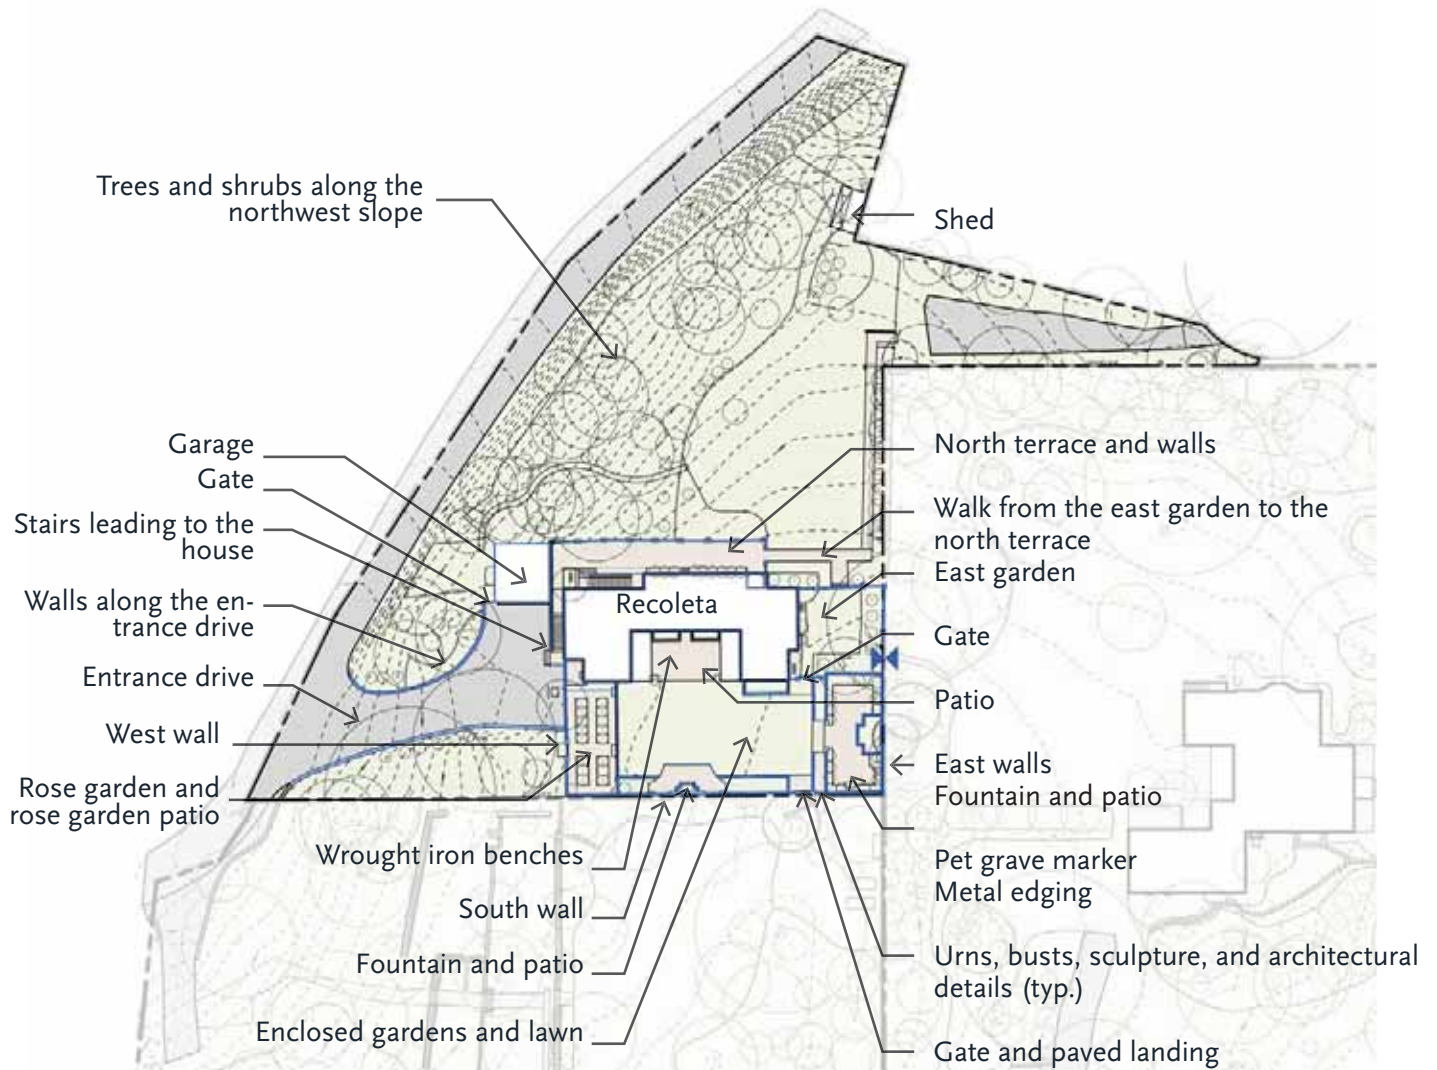 Trees and shrubs along the
northwest slope
Shed
Garage
Gate
Stairs leading to the
house
Walls along the en-
trance drive
Entrance drive
West wall
Rose garden and
rose garden patio
Recoleta
North terrace and walls
Walk from the east garden to the
north terrace
East garden
Gate
Patio
East walls
Fountain and patio
Pet grave marker
Metal edging
Urns, busts, sculpture, and architectural
details (typ.)
Gate and paved landing
Wrought iron benches
South wall
Fountain and patio
Enclosed gardens and lawn